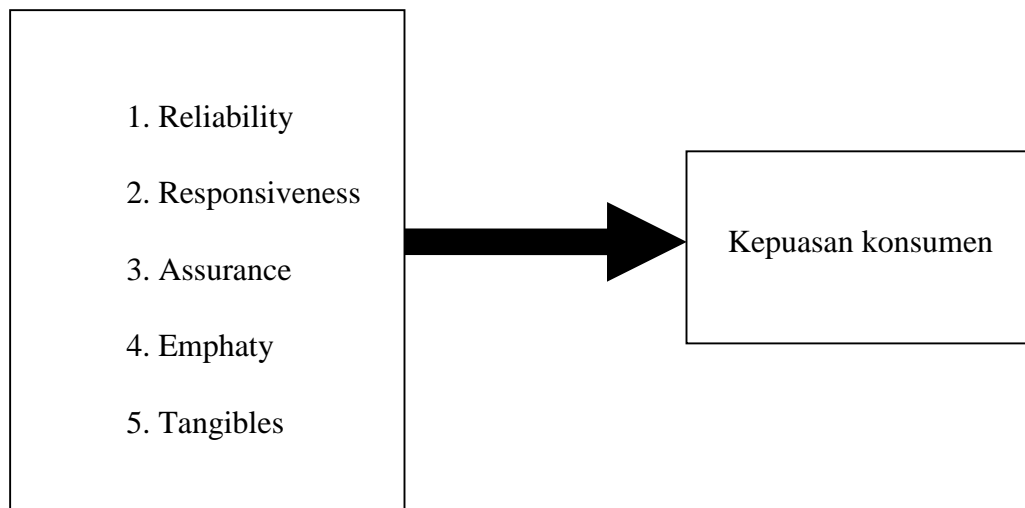 1. Reliability
2. Responsiveness
3. Assurance
4. Emphaty
5. Tangibles
Kepuasan konsumen